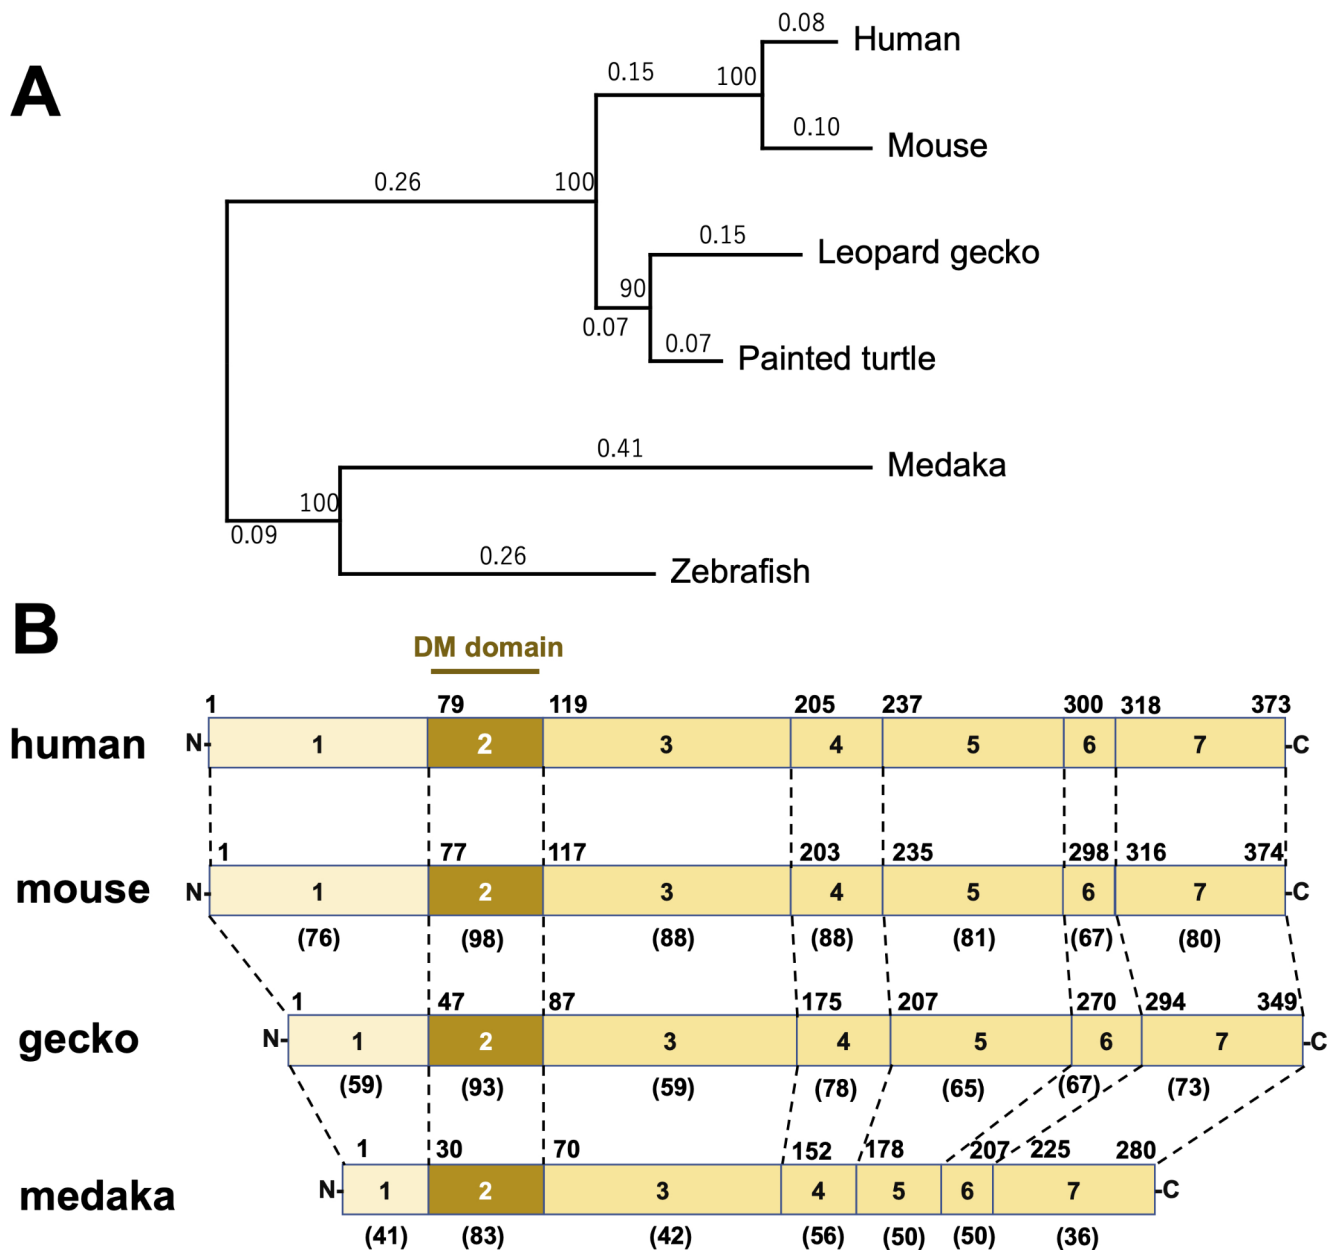 A
0.08
Human
0.15
100
0.10
Mouse
0.26
100
0.15
Leopard gecko
90
0.07
0.07
Painted turtle
0.41
Medaka
100
0.09
0.26
Zebrafish
B
DM domain
1 79 119 205 237 300 318 373
human N- 1 2 3 4 5 6 7 -C
1 77 117 203 235 298 316 374
mouse N- 1 2 3 4 5 6 7 -C
(76) (98) (88) (88) (81) (67) (80)
1 47 87 175 207 270 294 349
gecko N- 1 2 3 4 5 6 7 -C
(59) (93) (59) (78) (65) (67) (73)
1 30 70 152 178 207 225 280
medaka N- 1 2 3 4 5 6 7 -C
(41) (83) (42) (56) (50) (50) (36)